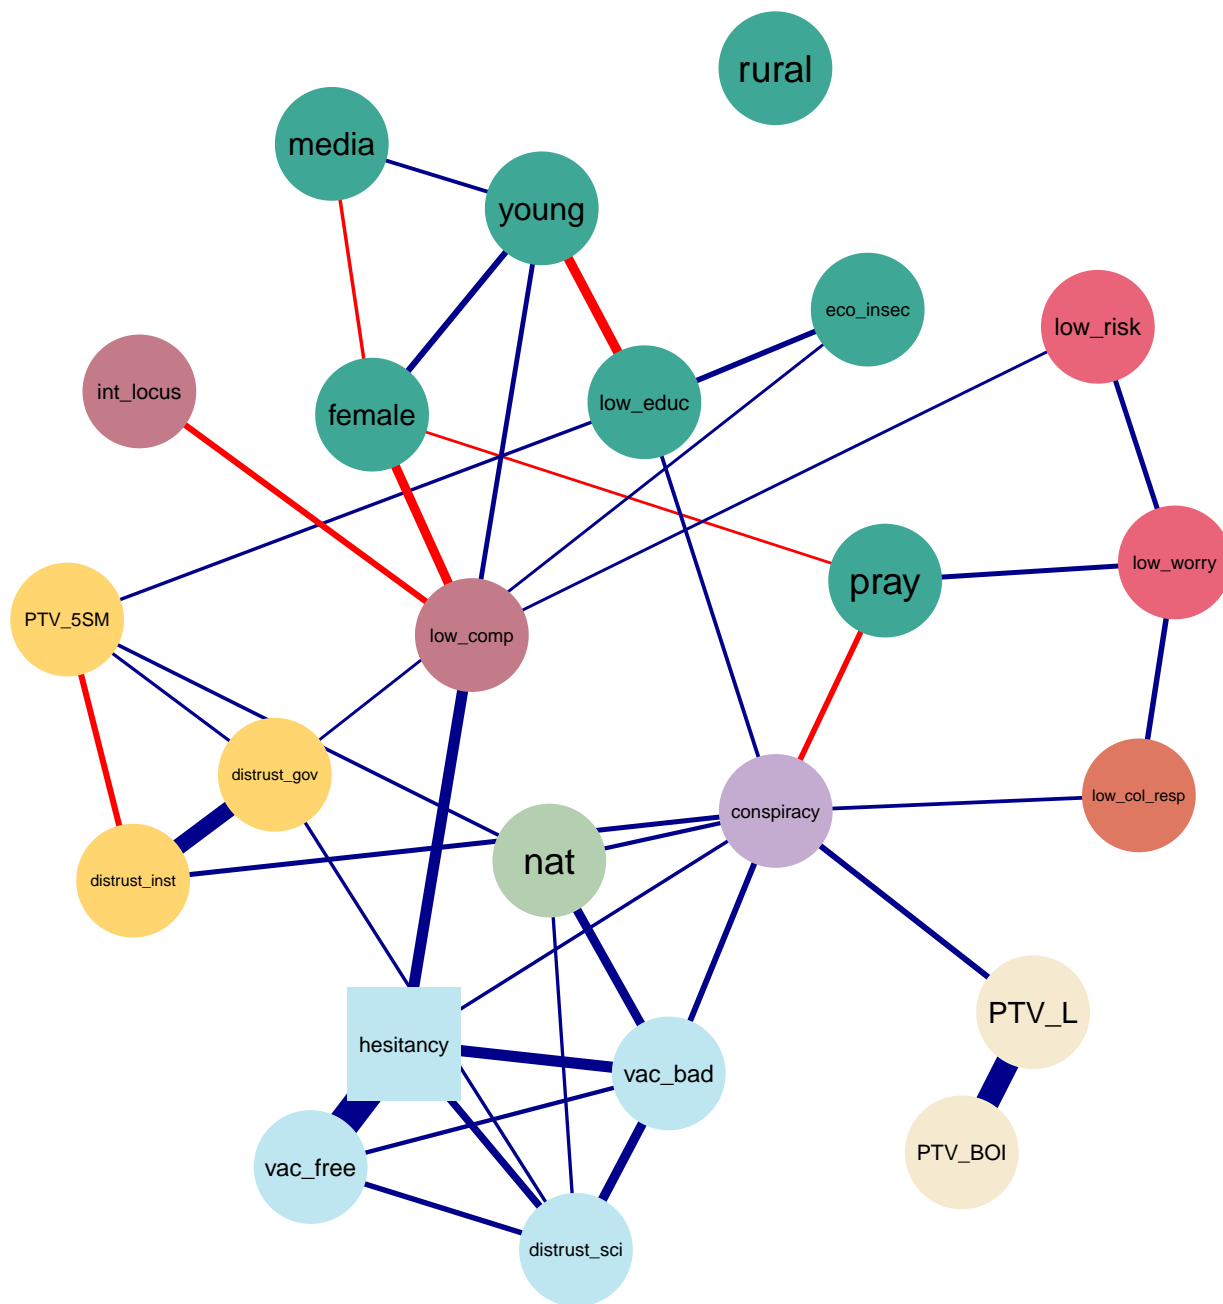 rural
media
young
eco_insec
low_risk
int_locus
female
low_educ
low_worry
pray
PTV_5SM
low_comp
distrust_gov
low_col_resp
conspiracy
nat
distrust_inst
PTV_L
hesitancy
vac_bad
PTV_BOI
vac_free
distrust_sci